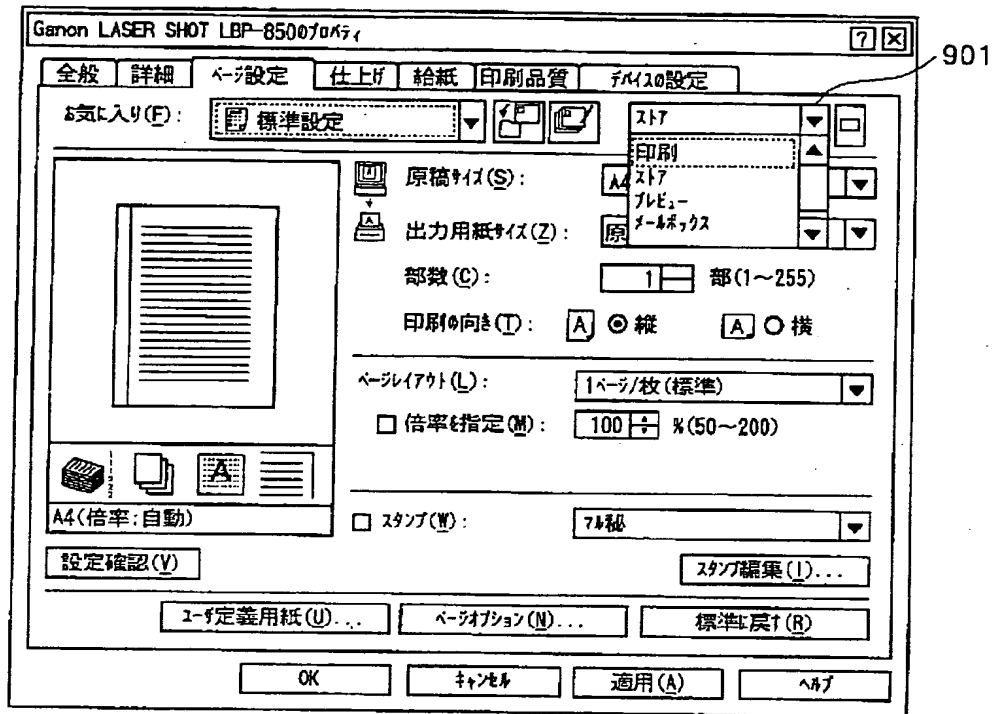 Ganon LASER SHOT LBP-8500プロパティ
901
全般 詳細 ページ設定 仕上げ 給紙 印刷品質 デバイスの設定
お気に入り(F): 標準設定 ストア
印刷
原稿サイズ(S): A4 ストア
プレビュー
出力用紙サイズ(Z): 原 メールボックス
部数(C): 1 部(1~255)
印刷の向き(T): A 縦 A 横
ページレイアウト(L): 1ページ/枚(標準)
倍率を指定(M): 100 %(50~200)
A
A4(倍率:自動)
スタンプ(W): マル秘
設定確認(V) スタンプ編集(I)...
ユーザ定義用紙(U)... ページオプション(N)... 標準に戻す(R)
OK キャンセル 適用(A) ヘルプ